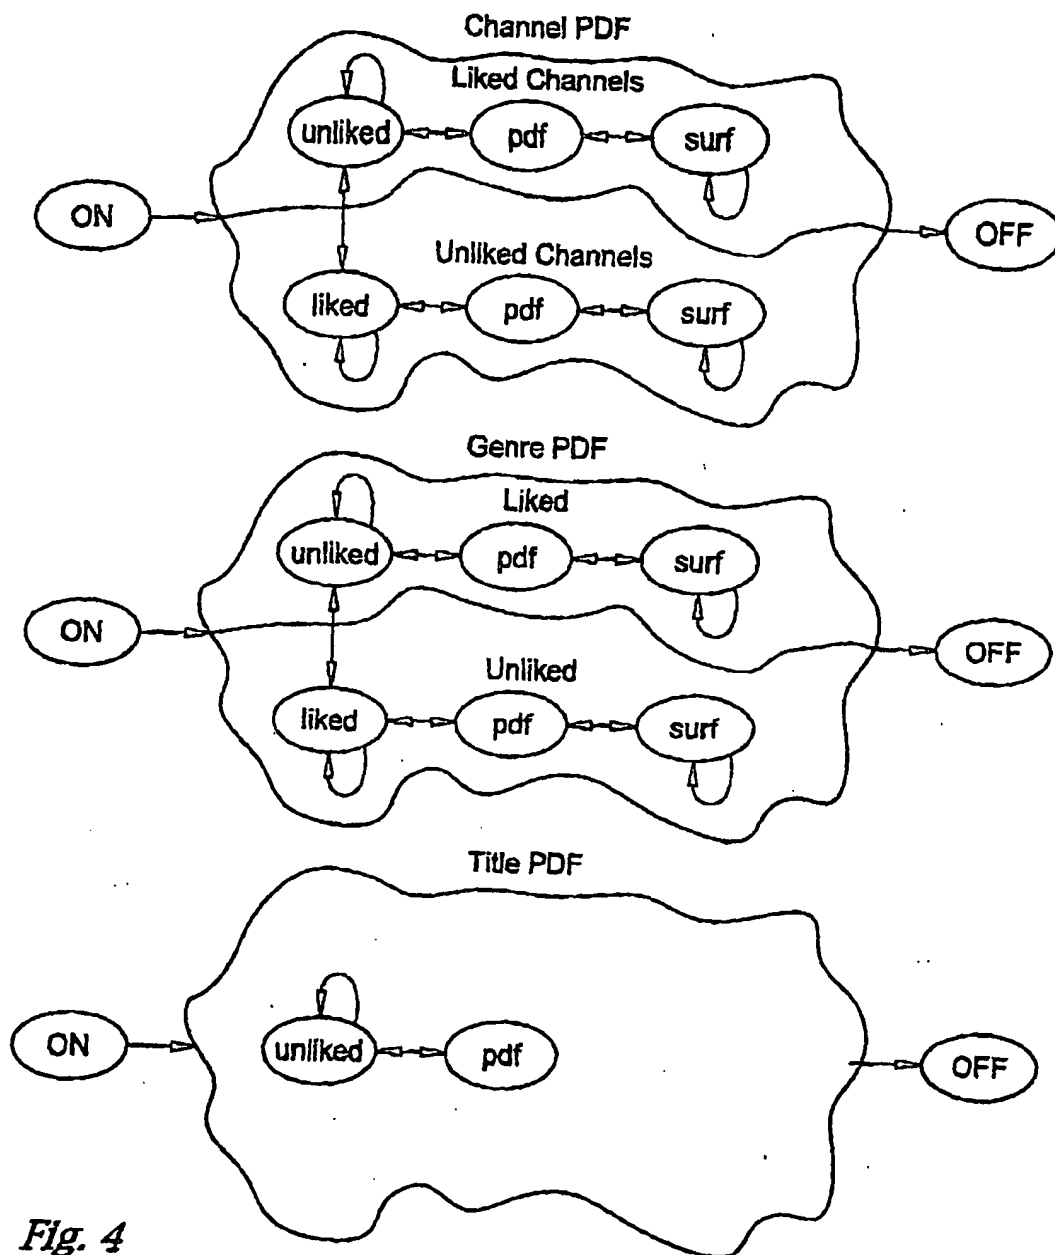 Channel PDF
Liked Channels
unliked
pdf
surf
ON
OFF
Unliked Channels
liked
pdf
surf
Genre PDF
Liked
unliked
pdf
surf
ON
OFF
Unliked
liked
pdf
surf
Title PDF
ON
unliked
pdf
OFF
Fig. 4